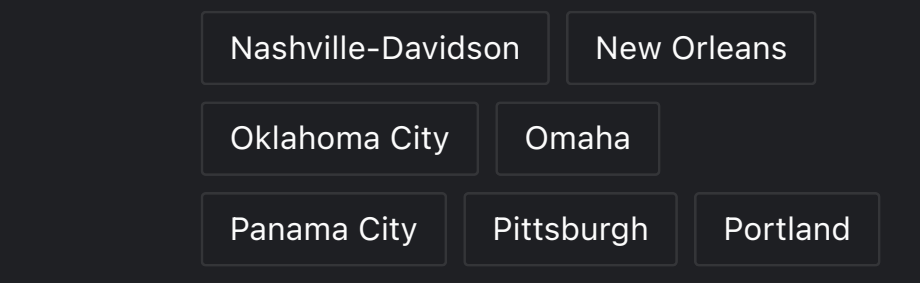 Nashville-Davidson New Orleans
Oklahoma City Omaha
Panama City Pittsburgh Portland